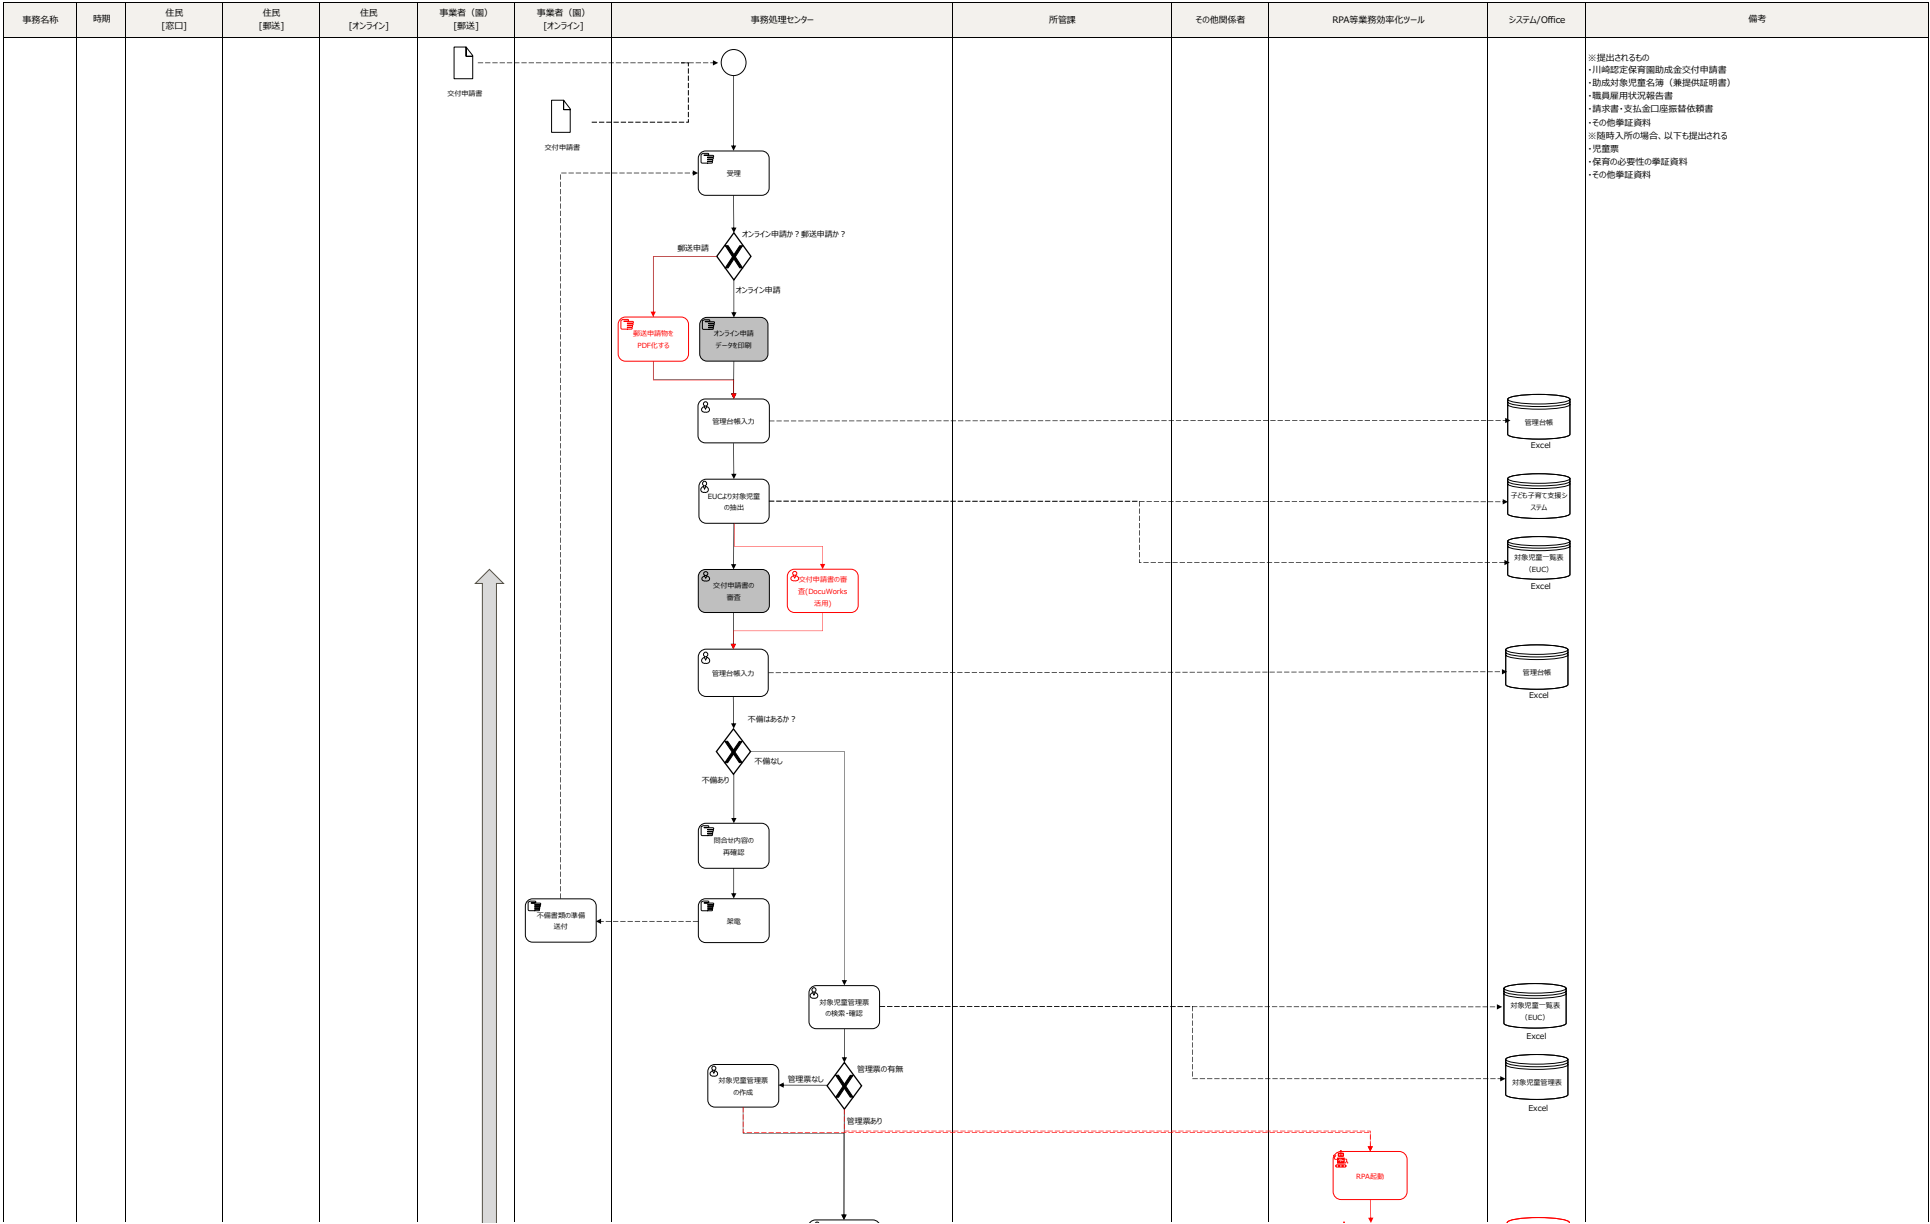 事務名称
時期
住民
[窓口]
住民
[郵送]
住民
[オンライン]
事業者（園）
[郵送]
事業者（園）
[オンライン]
事務処理センター
所管課
その他関係者
RPA等業務効率化ツール
システム/Office
備考
交付申請書
交付申請書
※提出されるもの
・川崎認定保育園助成金交付申請書
・助成対象児童名簿（兼提供証明書）
・職員雇用状況報告書
・請求書・支払金口座振替依頼書
・その他挙証資料
※随時入所の場合、以下も提出される
・児童票
・保育の必要性の挙証資料
・その他挙証資料
受理
オンライン申請か？郵送申請か？
郵送申請
オンライン申請
郵送申請物を
PDF化する
オンライン申請
データを印刷
管理台帳入力
管理台帳
Excel
EUCより対象児童
の抽出
子ども子育て支援シ
ステム
対象児童一覧表
（EUC）
Excel
交付申請書の
審査
交付申請書の審
査(DocuWorks
活用)
管理台帳入力
管理台帳
Excel
不備はあるか？
不備なし
不備あり
問合せ内容の
再確認
架電
不備書類の準備
送付
対象児童管理票
の検索・確認
対象児童一覧表
（EUC）
Excel
管理票の有無
管理票なし
対象児童管理票
の作成
対象児童管理表
Excel
管理票あり
RPA起動